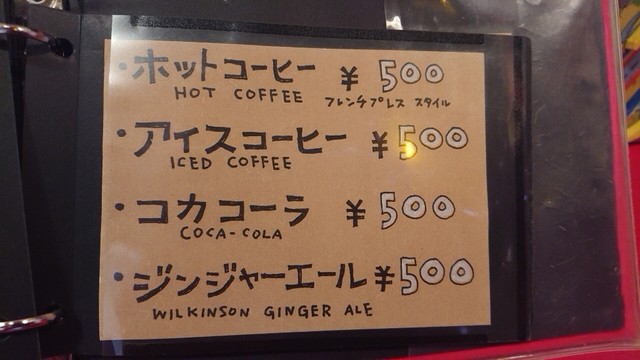 ・ホットコーヒー ¥ 500
HOT COFFEE フレンチプレス スタイル
・アイスコーヒー ¥500
ICED COFFEE
・コカコーラ ¥500
COCA-COLA
・ジンジャーエール ¥500
WILKINSON GINGER ALE